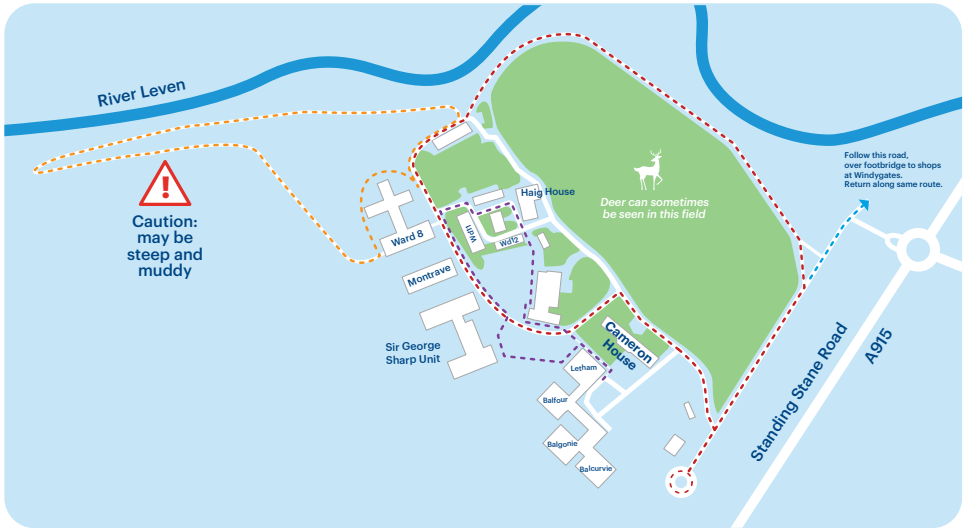 River Leven
Follow this road,
over footbridge to shops
at Windygates.
Return along same route.
!
Caution:
may be
steep and
muddy
Deer can sometimes
be seen in this field
Haig House
Wd11
Wd12
Ward 8
Montrave
Sir George
Sharp Unit
Cameron
House
Letham
Balfour
Balgonie
Balcurvie
Standing Stane Road
A915